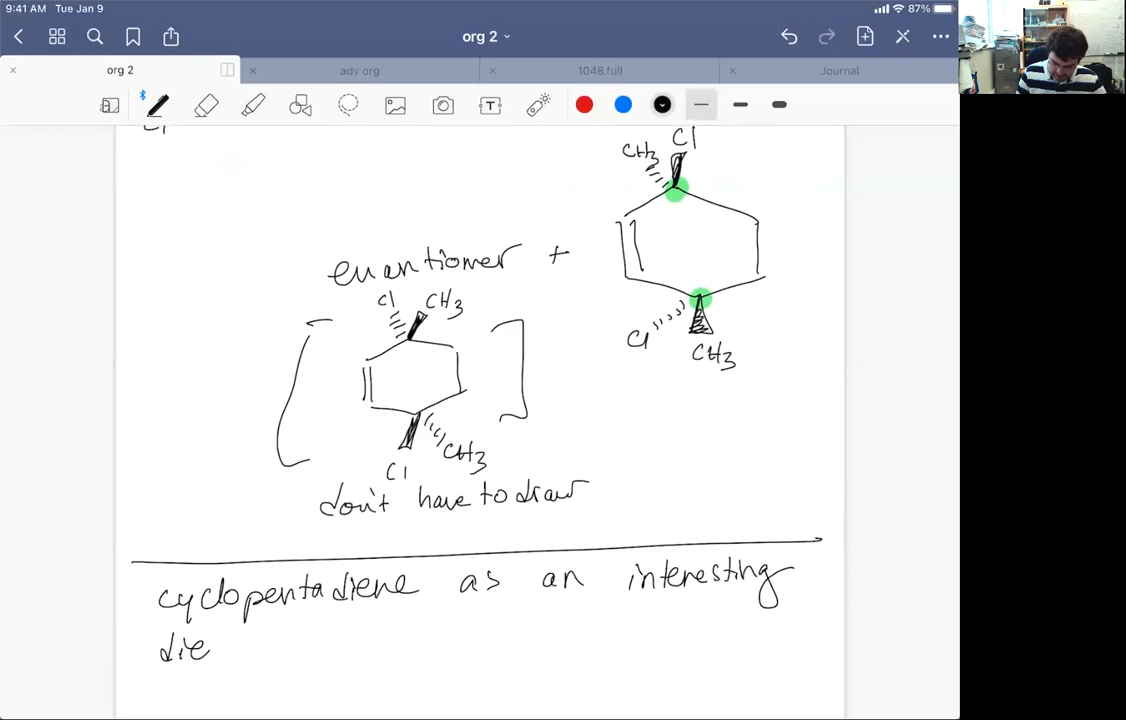 9:41 AM Tue Jan 9
87%
org 2
org 2
adv org
1048.full
Journal
T
Cl
CH3
Cl
enantiomer +
Cl CH3
Cl
CH3
CH3
Cl
don't have to draw
cyclopentadiene as an interesting
die